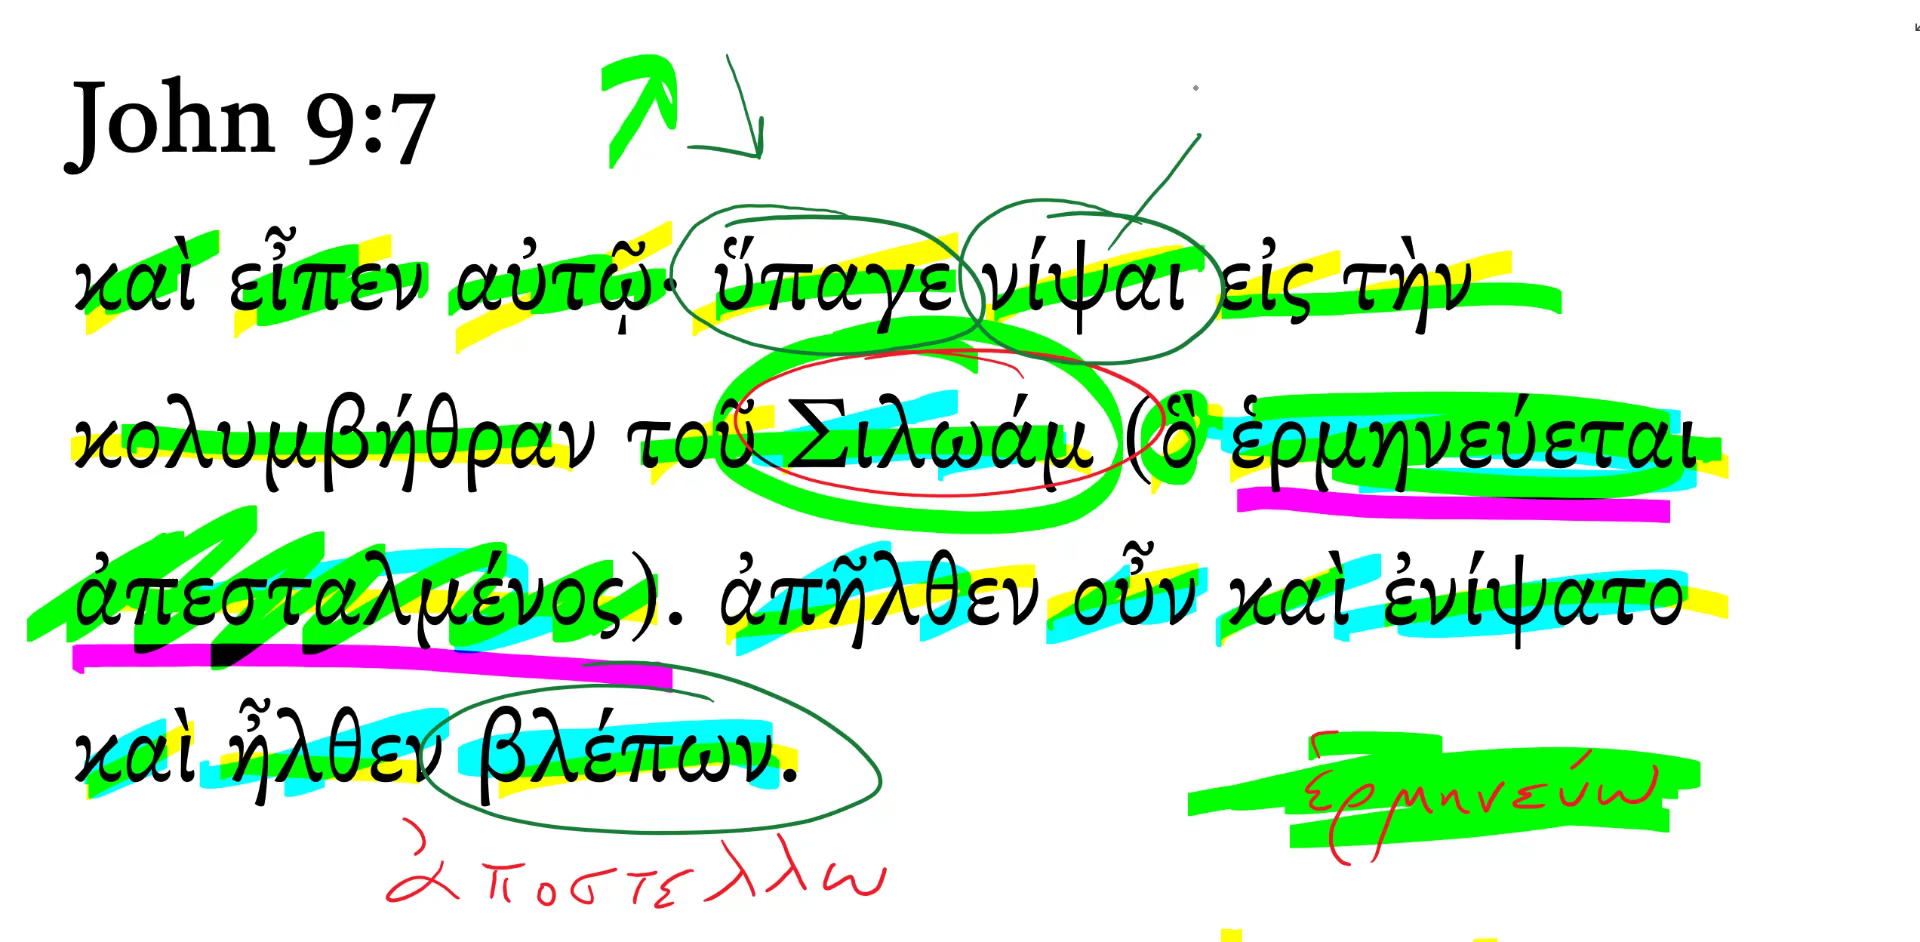 John 9:7
καὶ εἶπεν αὐτῷ· ὕπαγε νίψαι εἰς τὴν
κολυμβήθραν τοῦ Σιλωάμ (ὃ ἑρμηνεύεται
ἀπεσταλμένος). ἀπῆλθεν οὖν καὶ ἐνίψατο
καὶ ἦλθεν βλέπων.
ἑρμηνεύω
ἀποστελλω